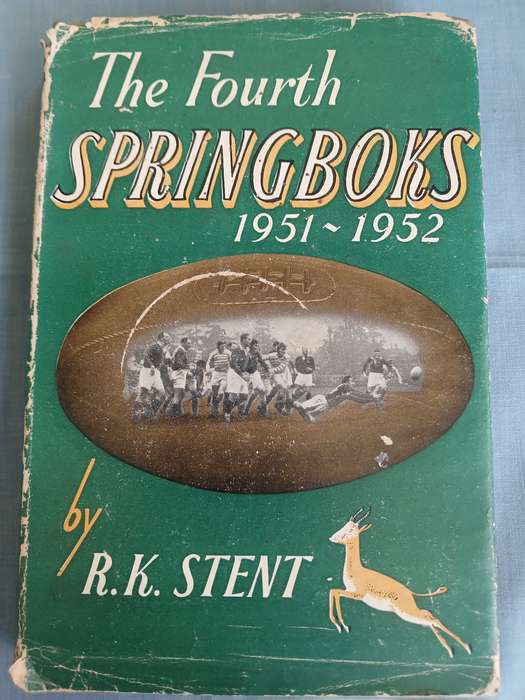 The Fourth
SPRINGBOKS
1951~1952
by
R.K. STENT